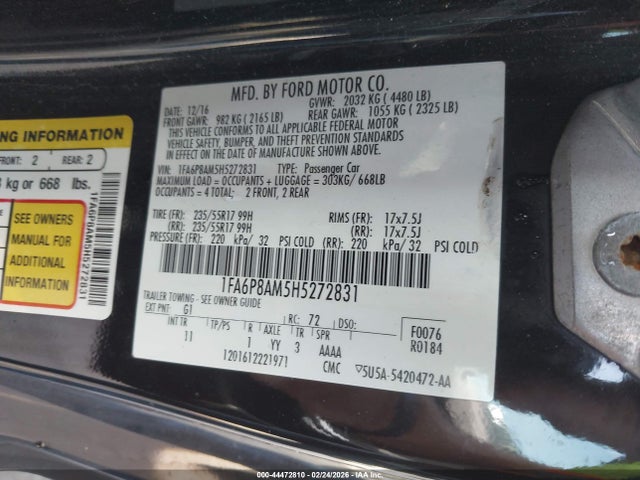 NG INFORMATION
FRONT: 2 REAR: 2
kg or 668 lbs.
SEE OWNERS
MANUAL FOR
ADDITIONAL
INFORMATION
1FA6P8AM5H5272831
MFD. BY FORD MOTOR CO.
DATE: 12/16 GVWR: 2032 KG ( 4480 LB)
FRONT GAWR: 982 KG ( 2165 LB) REAR GAWR: 1055 KG ( 2325 LB)
THIS VEHICLE CONFORMS TO ALL APPLICABLE FEDERAL MOTOR
VEHICLE SAFETY, BUMPER, AND THEFT PREVENTION STANDARDS
IN EFFECT ON THE DATE OF MANUFACTURE SHOWN ABOVE.
VIN: 1FA6P8AM5H5272831 TYPE: Passenger Car
MAXIMUM LOAD = OCCUPANTS + LUGGAGE = 303KG/ 668LB
OCCUPANTS = 4 TOTAL; 2 FRONT, 2 REAR
TIRE (FR): 235/55R17 99H RIMS (FR): 17x7.5J
(RR): 235/55R17 99H (RR): 17x7.5J
PRESSURE (FR): 220 kPa/ 32 PSI COLD (RR): 220 kPa/ 32 PSI COLD
1FA6P8AM5H5272831
TRAILER TOWING - SEE OWNER GUIDE
EXT PNT: G1 RC: 72 DSO: F0076
INT TR TP/PS R AXLE TR SPR R0184
11 1 YY 3 AAAA
1201612221971 CMC 5U5A-5420472-AA
000-44472810 - 02/24/2026 - IAAI.com